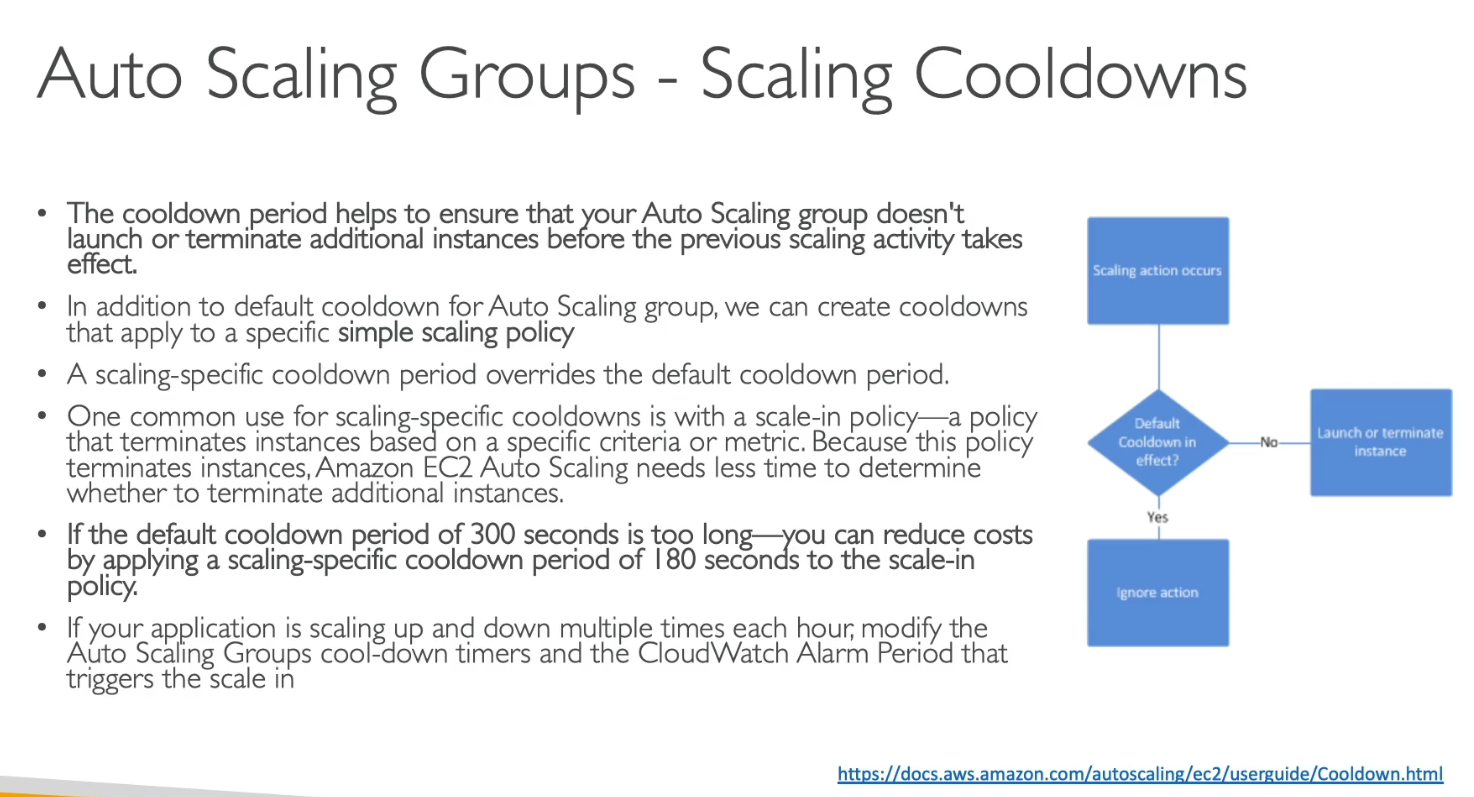 Auto Scaling Groups - Scaling Cooldowns
• The cooldown period helps to ensure that your Auto Scaling group doesn't
launch or terminate additional instances before the previous scaling activity takes
effect.
• In addition to default cooldown for Auto Scaling group, we can create cooldowns
that apply to a specific simple scaling policy
• A scaling-specific cooldown period overrides the default cooldown period.
• One common use for scaling-specific cooldowns is with a scale-in policy—a policy
that terminates instances based on a specific criteria or metric. Because this policy
terminates instances, Amazon EC2 Auto Scaling needs less time to determine
whether to terminate additional instances.
• If the default cooldown period of 300 seconds is too long—you can reduce costs
by applying a scaling-specific cooldown period of 180 seconds to the scale-in
policy.
• If your application is scaling up and down multiple times each hour, modify the
Auto Scaling Groups cool-down timers and the CloudWatch Alarm Period that
triggers the scale in
Scaling action occurs
Default
Cooldown in
effect?
No
Launch or terminate
instance
Yes
Ignore action
https://docs.aws.amazon.com/autoscaling/ec2/userguide/Cooldown.html